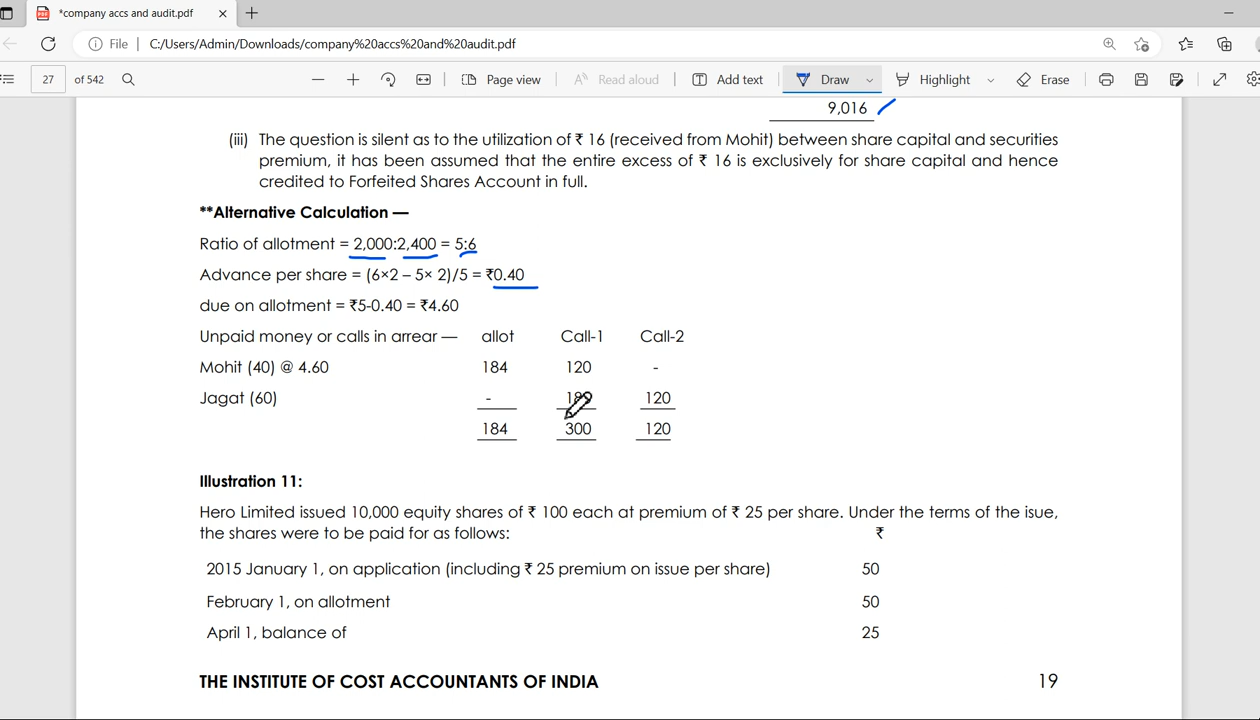 *company accs and audit.pdf
File C:/Users/Admin/Downloads/company%20accs%20and%20audit.pdf
27 of 542 Page view Read aloud Add text Draw Highlight Erase
9,016
(iii) The question is silent as to the utilization of ₹ 16 (received from Mohit) between share capital and securities
premium, it has been assumed that the entire excess of ₹ 16 is exclusively for share capital and hence
credited to Forfeited Shares Account in full.
**Alternative Calculation —
Ratio of allotment = 2,000:2,400 = 5:6
Advance per share = (6×2 – 5× 2)/5 = ₹0.40
due on allotment = ₹5-0.40 = ₹4.60
Unpaid money or calls in arrear — allot Call-1 Call-2
Mohit (40) @ 4.60 184 120 -
Jagat (60) - 120
184 300 120
Illustration 11:
Hero Limited issued 10,000 equity shares of ₹ 100 each at premium of ₹ 25 per share. Under the terms of the isue,
the shares were to be paid for as follows: ₹
2015 January 1, on application (including ₹ 25 premium on issue per share) 50
February 1, on allotment 50
April 1, balance of 25
THE INSTITUTE OF COST ACCOUNTANTS OF INDIA 19